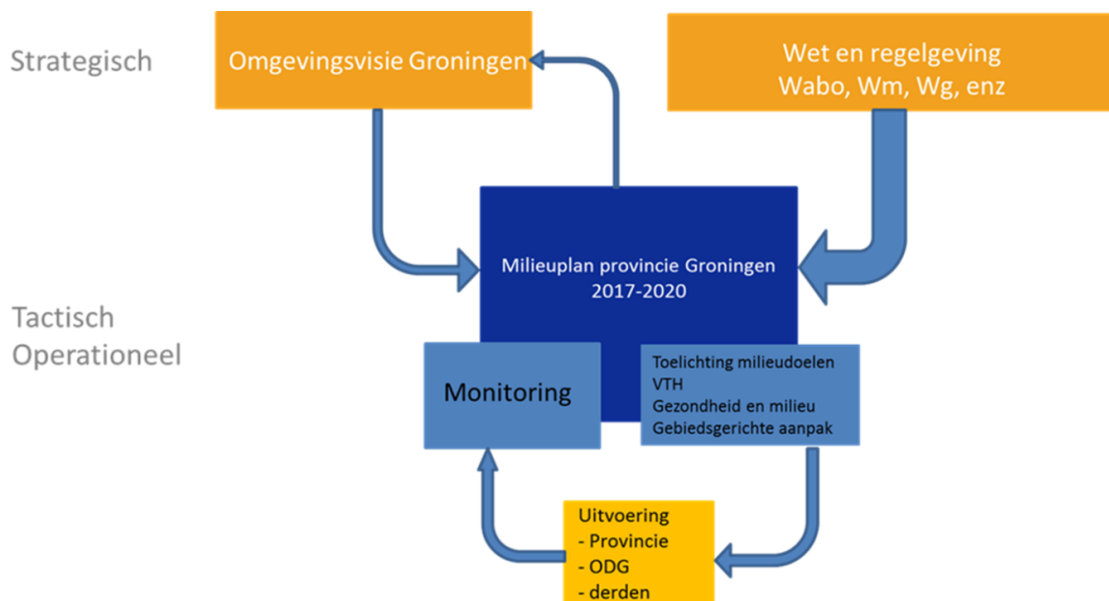 Strategisch
Omgevingsvisie Groningen
Wet en regelgeving
Wabo, Wm, Wg, enz
Milieuplan provincie Groningen
2017-2020
Tactisch
Operationeel
Monitoring
Toelichting milieudoelen
VTH
Gezondheid en milieu
Gebiedsgerichte aanpak
Uitvoering
- Provincie
- ODG
- derden